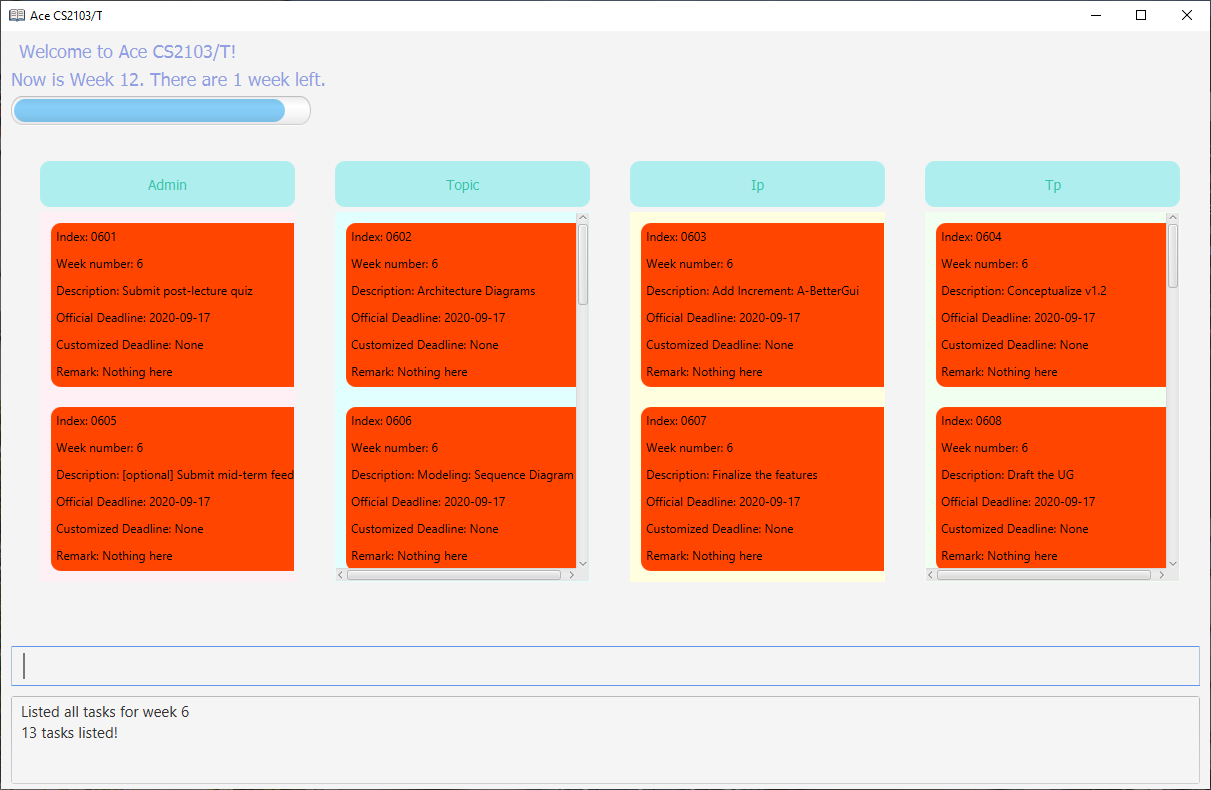 Ace CS2103/T
Welcome to Ace CS2103/T!
Now is Week 12. There are 1 week left.
Admin
Index: 0601
Week number: 6
Description: Submit post-lecture quiz
Official Deadline: 2020-09-17
Customized Deadline: None
Remark: Nothing here
Index: 0605
Week number: 6
Description: [optional] Submit mid-term feed
Official Deadline: 2020-09-17
Customized Deadline: None
Remark: Nothing here
Topic
Index: 0602
Week number: 6
Description: Architecture Diagrams
Official Deadline: 2020-09-17
Customized Deadline: None
Remark: Nothing here
Index: 0606
Week number: 6
Description: Modeling: Sequence Diagram
Official Deadline: 2020-09-17
Customized Deadline: None
Remark: Nothing here
Ip
Index: 0603
Week number: 6
Description: Add Increment: A-BetterGui
Official Deadline: 2020-09-17
Customized Deadline: None
Remark: Nothing here
Index: 0607
Week number: 6
Description: Finalize the features
Official Deadline: 2020-09-17
Customized Deadline: None
Remark: Nothing here
Tp
Index: 0604
Week number: 6
Description: Conceptualize v1.2
Official Deadline: 2020-09-17
Customized Deadline: None
Remark: Nothing here
Index: 0608
Week number: 6
Description: Draft the UG
Official Deadline: 2020-09-17
Customized Deadline: None
Remark: Nothing here
Listed all tasks for week 6
13 tasks listed!